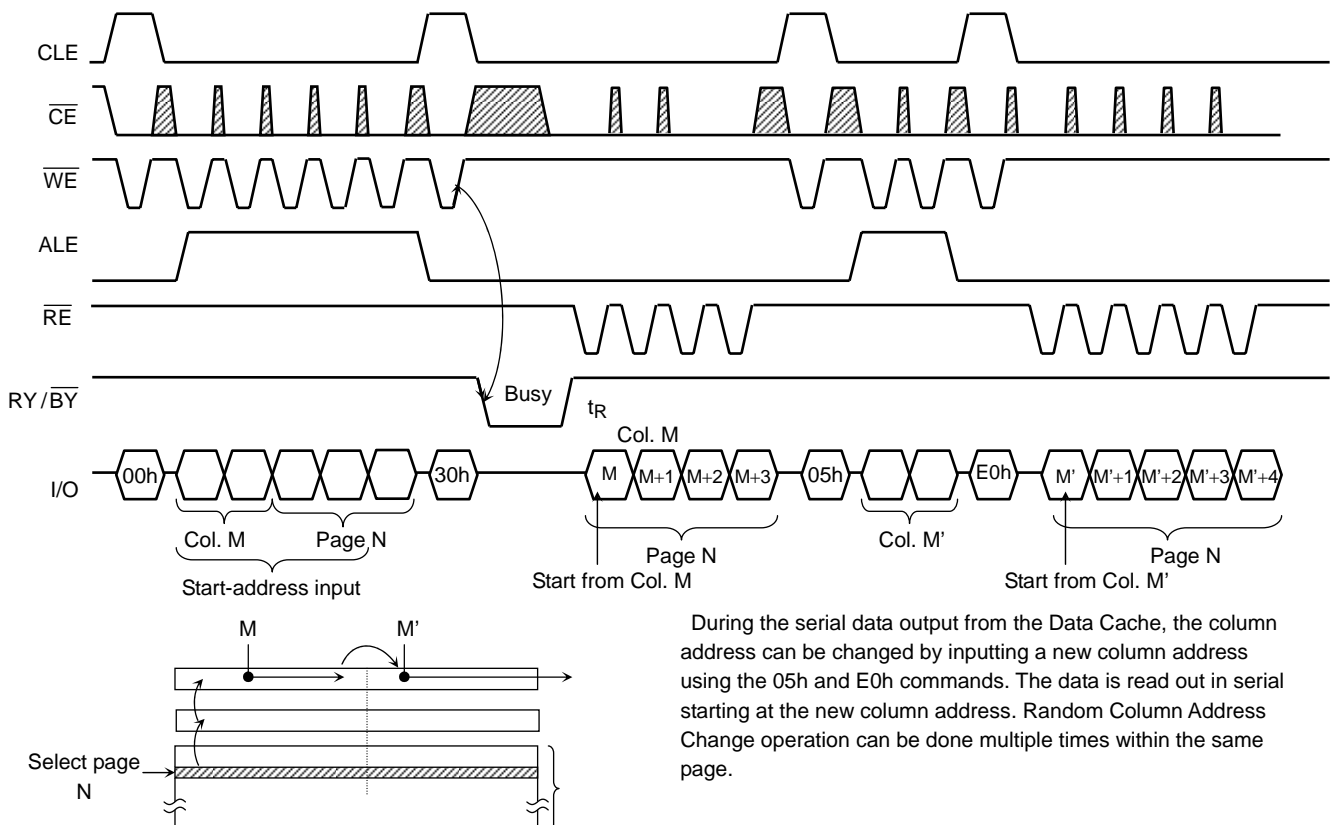 CLE
CE
WE
ALE
RE
RY/BY
Busy
tR
Col. M
I/O
00h
30h
M
M+1
M+2
M+3
05h
E0h
M'
M'+1
M'+2
M'+3
M'+4
Col. M
Page N
Page N
Col. M'
Page N
Start-address input
Start from Col. M
Start from Col. M'
M
M'
Select page
N
During the serial data output from the Data Cache, the column
address can be changed by inputting a new column address
using the 05h and E0h commands. The data is read out in serial
starting at the new column address. Random Column Address
Change operation can be done multiple times within the same
page.